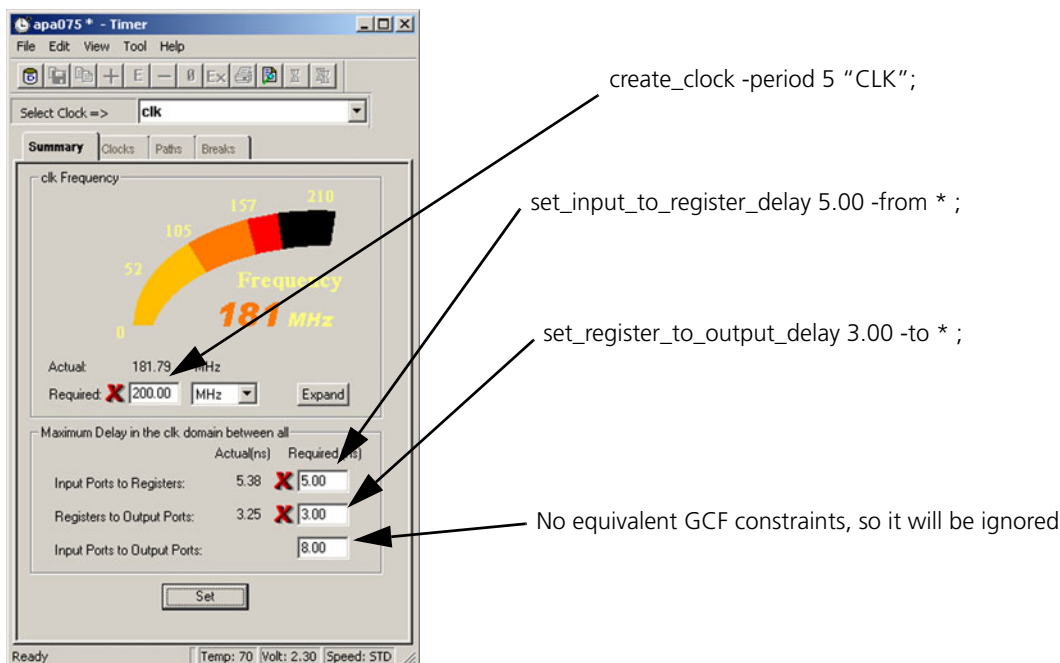 apa075 * - Timer
File Edit View Tool Help
E Ex
Select Clock => clk
Summary Clocks Paths Breaks
clk Frequency
0 52 105 157 210
Frequency
181 MHz
Actual: 181.79 MHz
Required: 200.00 MHz Expand
Maximum Delay in the clk domain between all
Actual(ns) Required(ns)
Input Ports to Registers: 5.38 5.00
Registers to Output Ports: 3.25 3.00
Input Ports to Output Ports: 8.00
Set
Ready Temp: 70 Volt: 2.30 Speed: STD
create_clock -period 5 “CLK”;
set_input_to_register_delay 5.00 -from * ;
set_register_to_output_delay 3.00 -to * ;
No equivalent GCF constraints, so it will be ignored